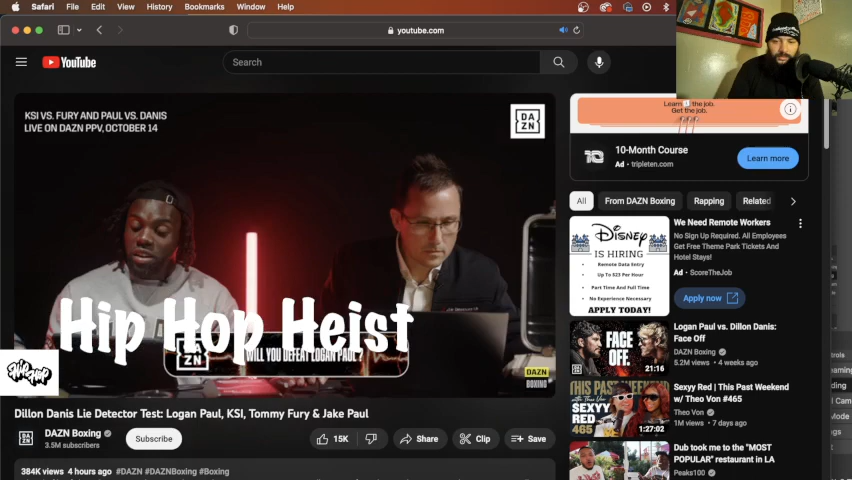 Safari File Edit View History Bookmarks Window Help
youtube.com
YouTube
Search
KSI VS. FURY AND PAUL VS. DANIS
LIVE ON DAZN PPV, OCTOBER 14
DAZN
Hip Hop Heist
WILL YOU DEFEAT LOGAN PAUL ?
DAZN
BOXING
Dillon Danis Lie Detector Test: Logan Paul, KSI, Tommy Fury & Jake Paul
DAZN Boxing
3.5M subscribers
Subscribe
15K
Share
Clip
Save
384K views 4 hours ago #DAZN #DAZNBoxing #Boxing
Learn the job.
Get the job.
10-Month Course
Ad • tripleten.com
Learn more
All From DAZN Boxing Rapping Related
DISNEY
IS HIRING
Remote Data Entry
Up To $23 Per Hour
Part Time And Full Time
No Experience Necessary
APPLY TODAY!
We Need Remote Workers
No Sign Up Required. All Employees
Get Free Theme Park Tickets And
Hotel Stays!
Ad • ScoreTheJob
Apply now
FACE
OFF.
21:16
Logan Paul vs. Dillon Danis:
Face Off
DAZN Boxing
5.2M views • 4 weeks ago
THIS PAST WEEKEND
SEXYY
RED
465
1:27:02
Sexyy Red | This Past Weekend
w/ Theo Von #465
Theo Von
1M views • 7 days ago
Dub took me to the "MOST
POPULAR" restaurant in LA
Peaks100